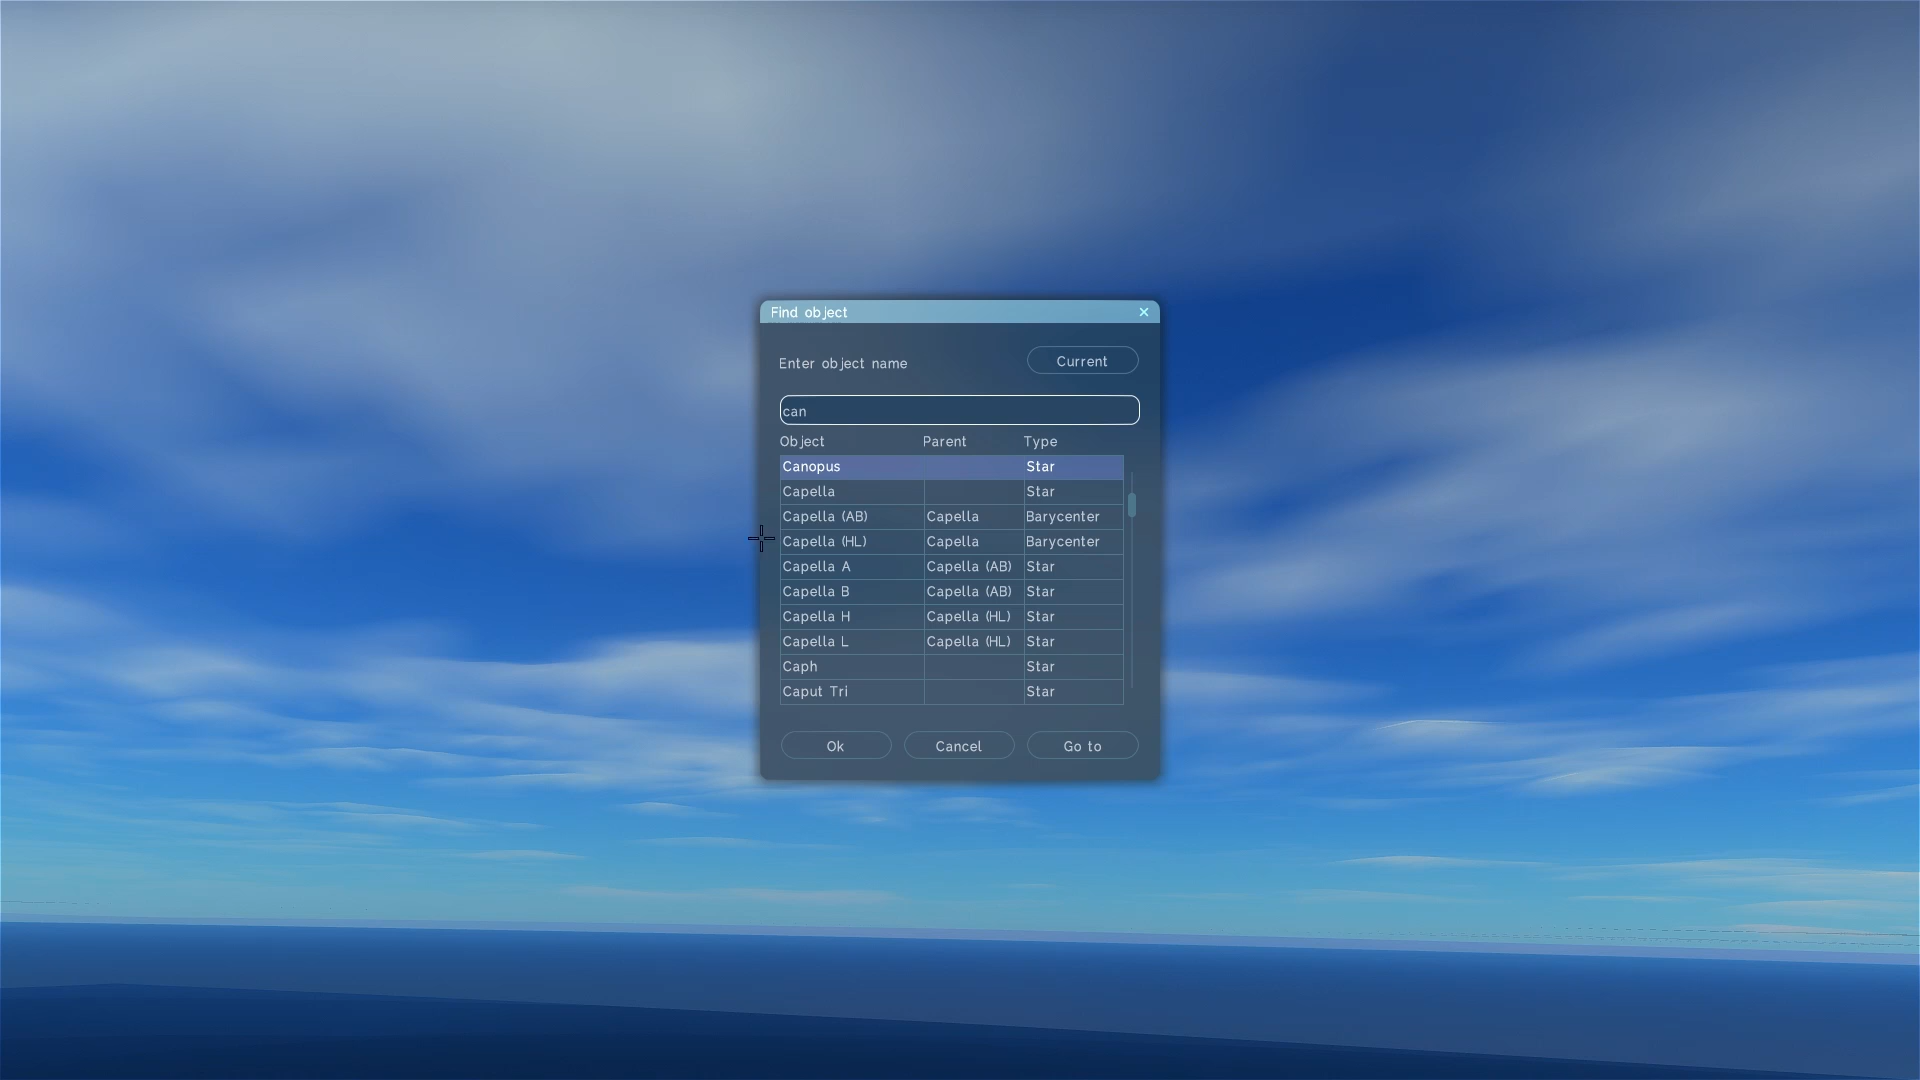 Find object
Enter object name Current
can
Object Parent Type
Canopus Star
Capella Star
Capella (AB) Capella Barycenter
Capella (HL) Capella Barycenter
Capella A Capella (AB) Star
Capella B Capella (AB) Star
Capella H Capella (HL) Star
Capella L Capella (HL) Star
Caph Star
Caput Tri Star
Ok Cancel Go to